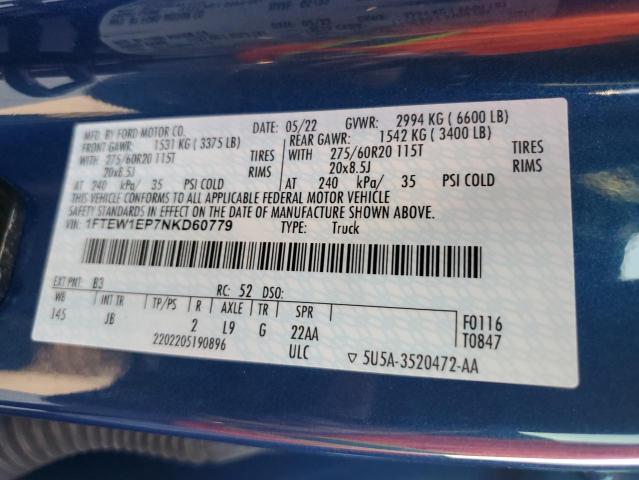 MFD. BY FORD MOTOR CO.
DATE: 05/22 GVWR: 2994 KG ( 6600 LB)
FRONT GAWR: 1531 KG ( 3375 LB)
REAR GAWR: 1542 KG ( 3400 LB)
WITH 275/60R20 115T TIRES
WITH 275/60R20 115T TIRES
20x8.5J RIMS
20x8.5J RIMS
AT 240 kPa/ 35 PSI COLD
AT 240 kPa/ 35 PSI COLD
THIS VEHICLE CONFORMS TO ALL APPLICABLE FEDERAL MOTOR VEHICLE
SAFETY STANDARDS IN EFFECT ON THE DATE OF MANUFACTURE SHOWN ABOVE.
VIN: 1FTEW1EP7NKD60779 TYPE: Truck
EXT PNT: B3 RC: 52 DSO:
WB INT TR TP/PS R AXLE TR SPR
145 JB 2 L9 G 22AA
F0116
T0847
2202205190896 ULC
5U5A-3520472-AA